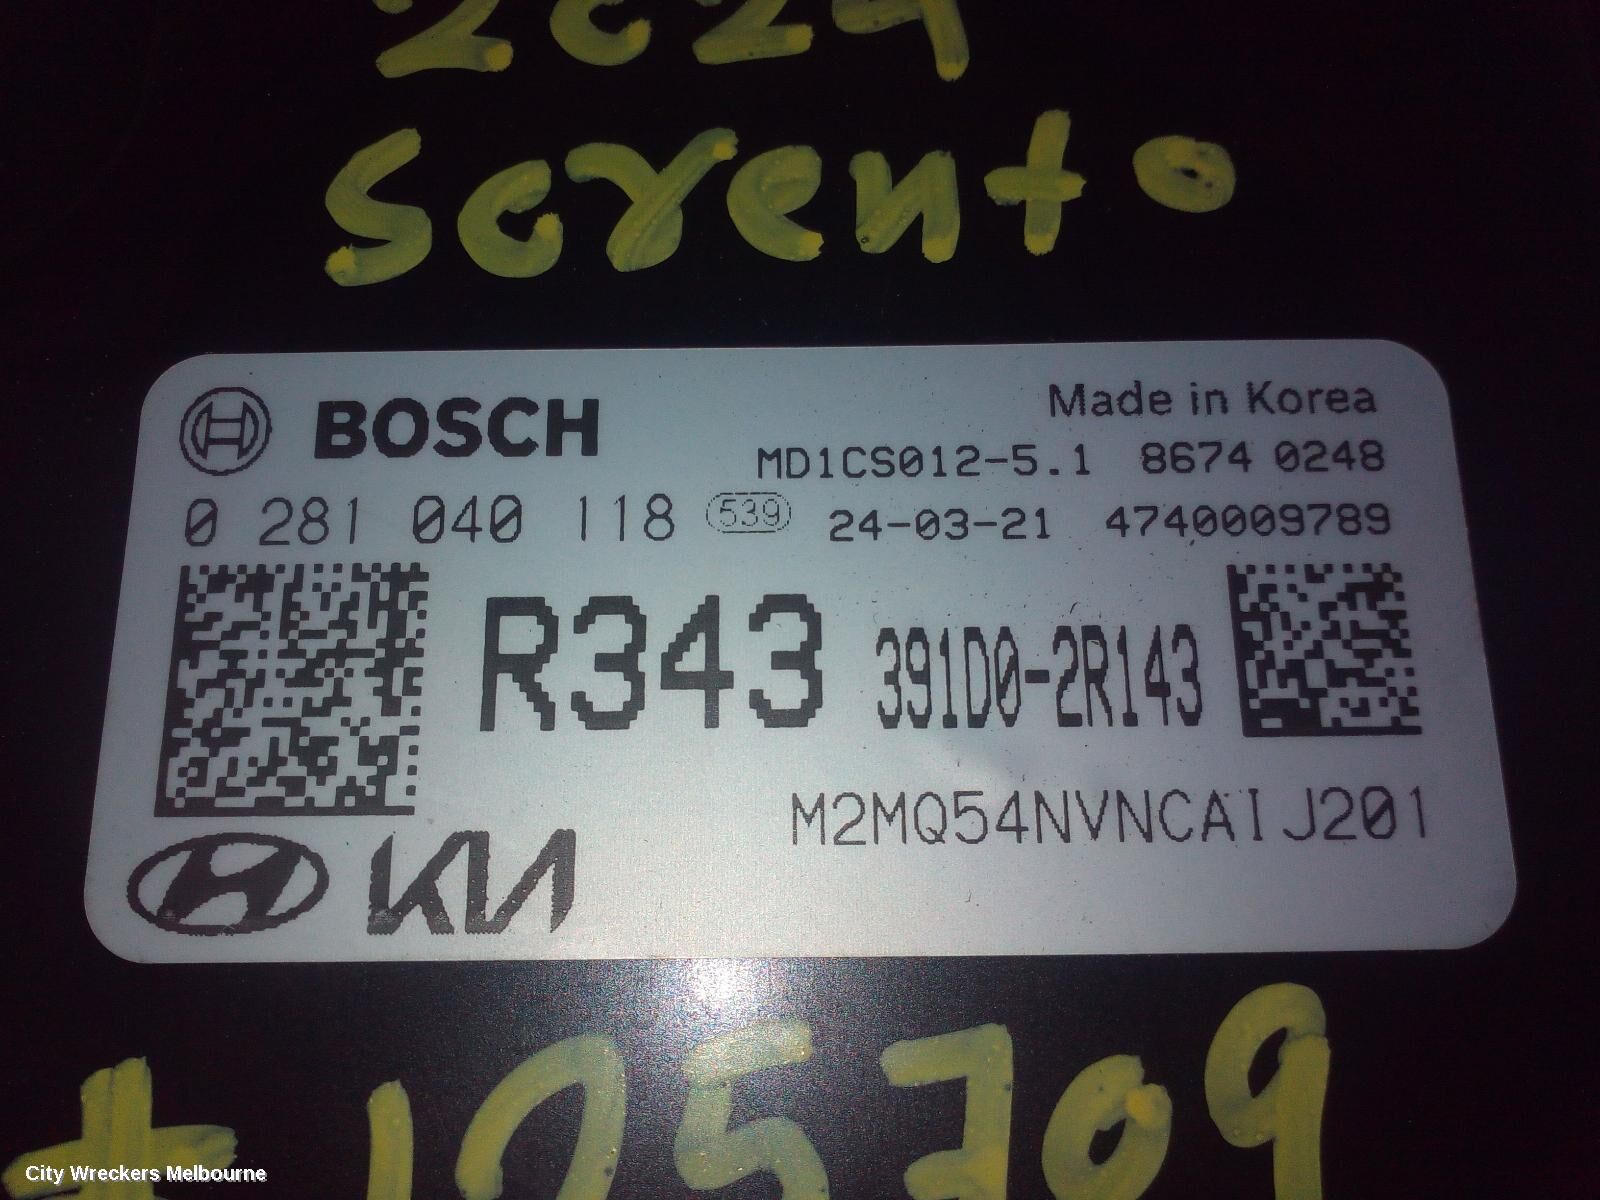 2024
Sorento
BOSCH
Made in Korea
MD1CS012-5.1 8674 0248
0 281 040 118 539 24-03-21 4740009789
R343 391D0-2R143
M2MQ54NVNCAIJ201
KIA
#125709
City Wreckers Melbourne